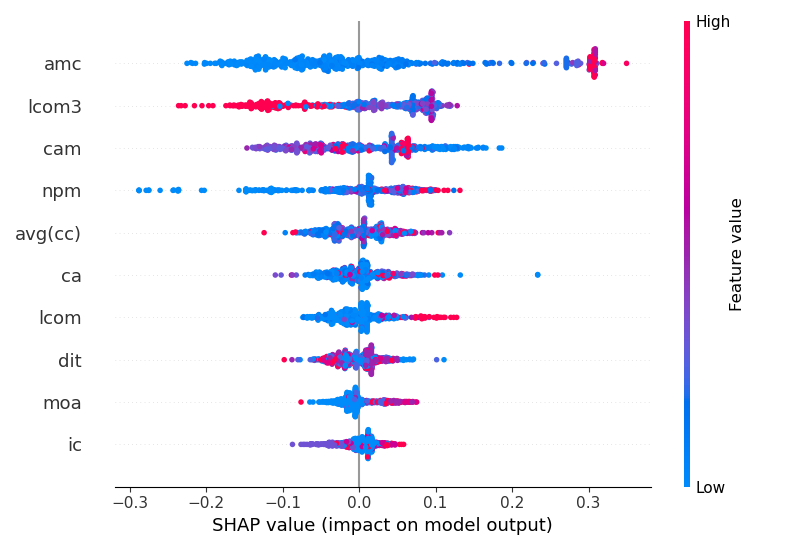 High
amc
lcom3
cam
npm
avg(cc)
ca
lcom
dit
moa
ic
Feature value
Low
−0.3 −0.2 −0.1 0.0 0.1 0.2 0.3
SHAP value (impact on model output)